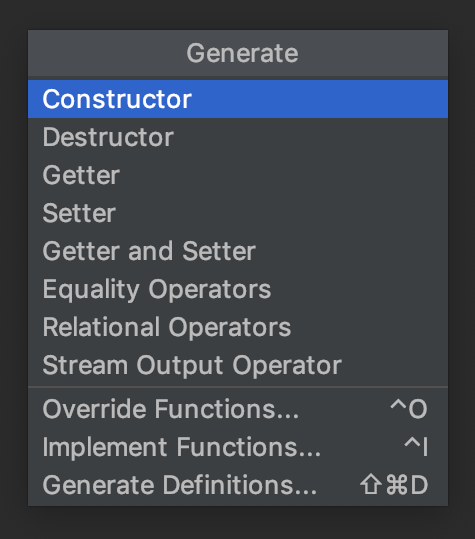 Generate
Constructor
Destructor
Getter
Setter
Getter and Setter
Equality Operators
Relational Operators
Stream Output Operator
Override Functions... ^O
Implement Functions... ^I
Generate Definitions... ⇧⌘D